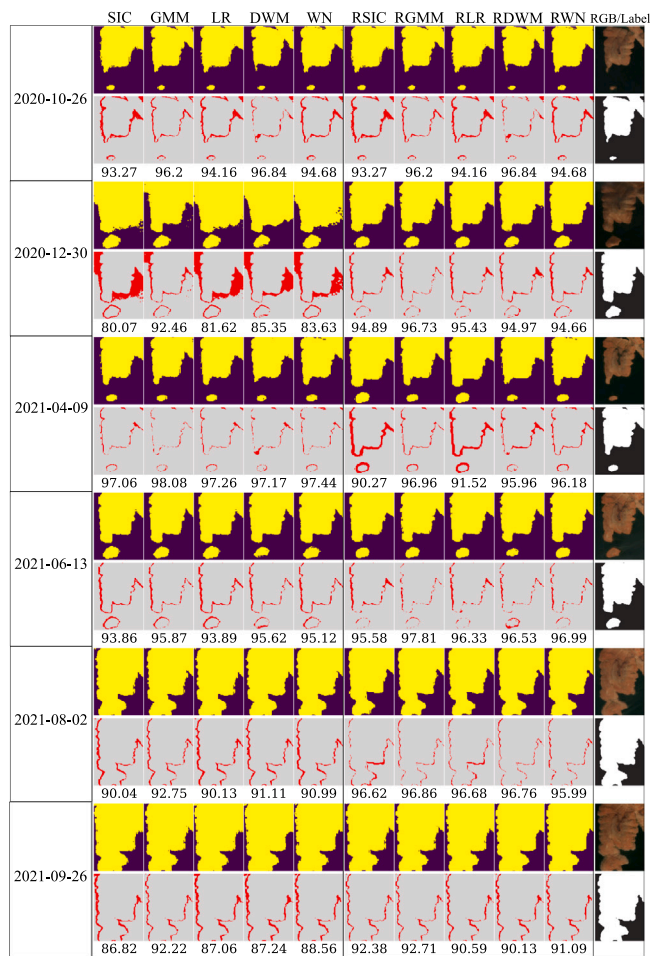 SIC GMM LR DWM WN RSIC RGMM RLR RDWM RWN RGB/Label
2020-10-26
93.27 96.2 94.16 96.84 94.68 93.27 96.2 94.16 96.84 94.68
2020-12-30
80.07 92.46 81.62 85.35 83.63 94.89 96.73 95.43 94.97 94.66
2021-04-09
97.06 98.08 97.26 97.17 97.44 90.27 96.96 91.52 95.96 96.18
2021-06-13
93.86 95.87 93.89 95.62 95.12 95.58 97.81 96.33 96.53 96.99
2021-08-02
90.04 92.75 90.13 91.11 90.99 96.62 96.86 96.68 96.76 95.99
2021-09-26
86.82 92.22 87.06 87.24 88.56 92.38 92.71 90.59 90.13 91.09